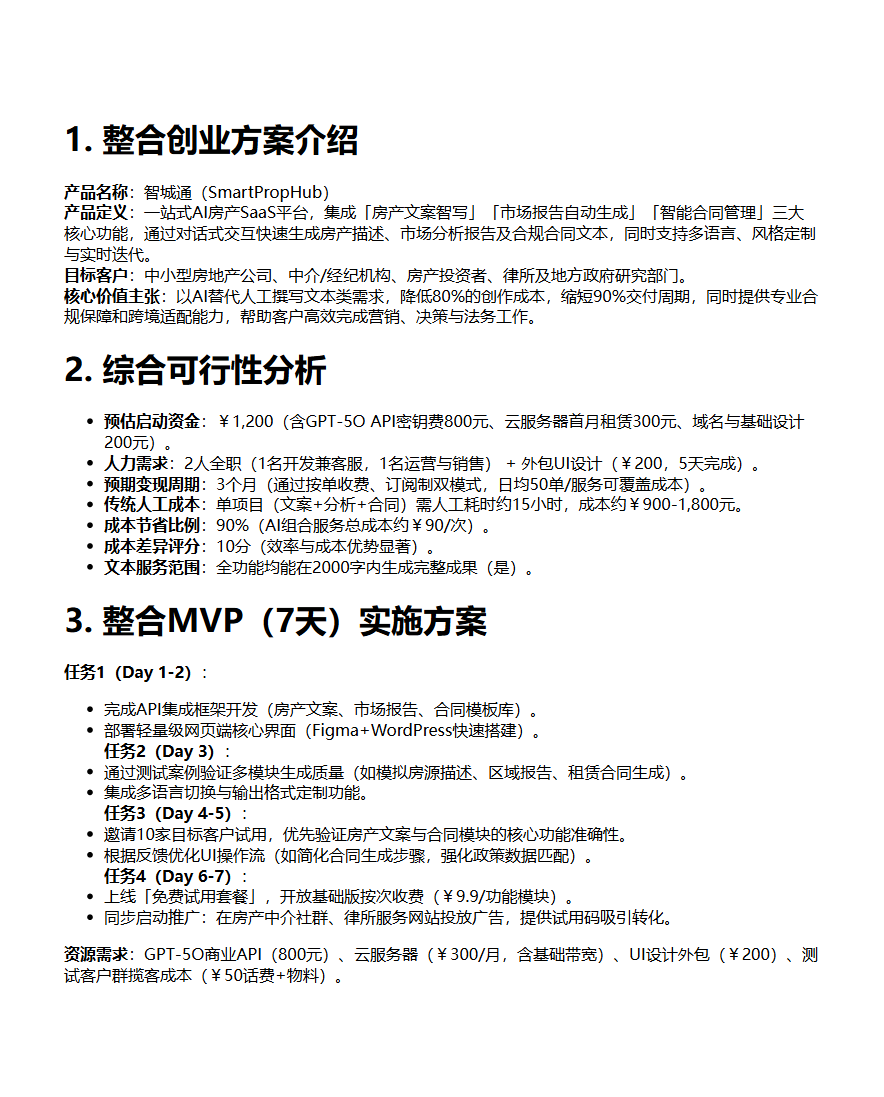 1. 整合创业方案介绍
产品名称：智城通（SmartPropHub）
产品定义：一站式AI房产SaaS平台，集成「房产文案智写」「市场报告自动生成」「智能合同管理」三大
核心功能，通过对话式交互快速生成房产描述、市场分析报告及合规合同文本，同时支持多语言、风格定制
与实时迭代。
目标客户：中小型房地产公司、中介/经纪机构、房产投资者、律所及地方政府研究部门。
核心价值主张：以AI替代人工撰写文本类需求，降低80%的创作成本，缩短90%交付周期，同时提供专业合
规保障和跨境适配能力，帮助客户高效完成营销、决策与法务工作。
2. 综合可行性分析
• 预估启动资金：￥1,200（含GPT-5O API密钥费800元、云服务器首月租赁300元、域名与基础设计
200元）。
• 人力需求：2人全职（1名开发兼客服，1名运营与销售） + 外包UI设计（￥200，5天完成）。
• 预期变现周期：3个月（通过按单收费、订阅制双模式，日均50单/服务可覆盖成本）。
• 传统人工成本：单项目（文案+分析+合同）需人工耗时约15小时，成本约￥900-1,800元。
• 成本节省比例：90%（AI组合服务总成本约￥90/次）。
• 成本差异评分：10分（效率与成本优势显著）。
• 文本服务范围：全功能均能在2000字内生成完整成果（是）。
3. 整合MVP（7天）实施方案
任务1（Day 1-2）：
• 完成API集成框架开发（房产文案、市场报告、合同模板库）。
• 部署轻量级网页端核心界面（Figma+WordPress快速搭建）。
任务2（Day 3）：
• 通过测试案例验证多模块生成质量（如模拟房源描述、区域报告、租赁合同生成）。
• 集成多语言切换与输出格式定制功能。
任务3（Day 4-5）：
• 邀请10家目标客户试用，优先验证房产文案与合同模块的核心功能准确性。
• 根据反馈优化UI操作流（如简化合同生成步骤，强化政策数据匹配）。
任务4（Day 6-7）：
• 上线「免费试用套餐」，开放基础版按次收费（￥9.9/功能模块）。
• 同步启动推广：在房产中介社群、律所服务网站投放广告，提供试用码吸引转化。
资源需求：GPT-5O商业API（800元）、云服务器（￥300/月，含基础带宽）、UI设计外包（￥200）、测
试客户群揽客成本（￥50话费+物料）。